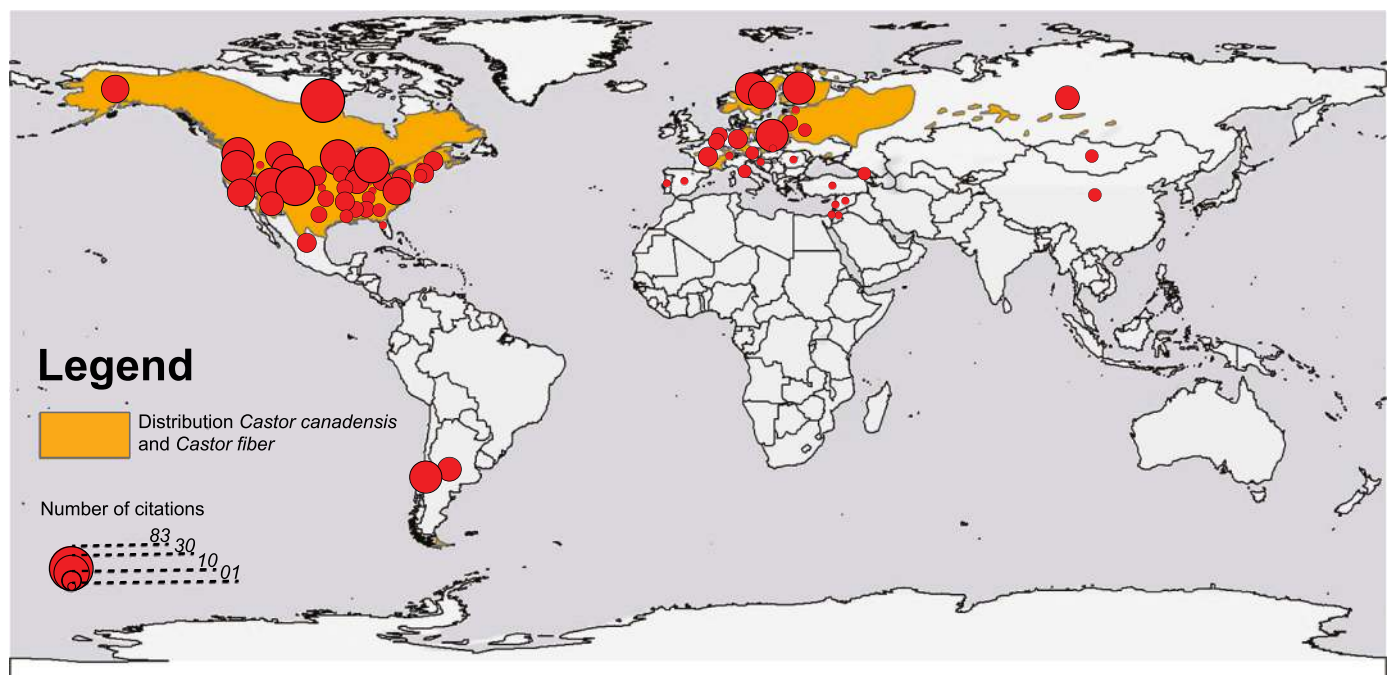 Legend
Distribution Castor canadensis
and Castor fiber
Number of citations
83
30
10
01